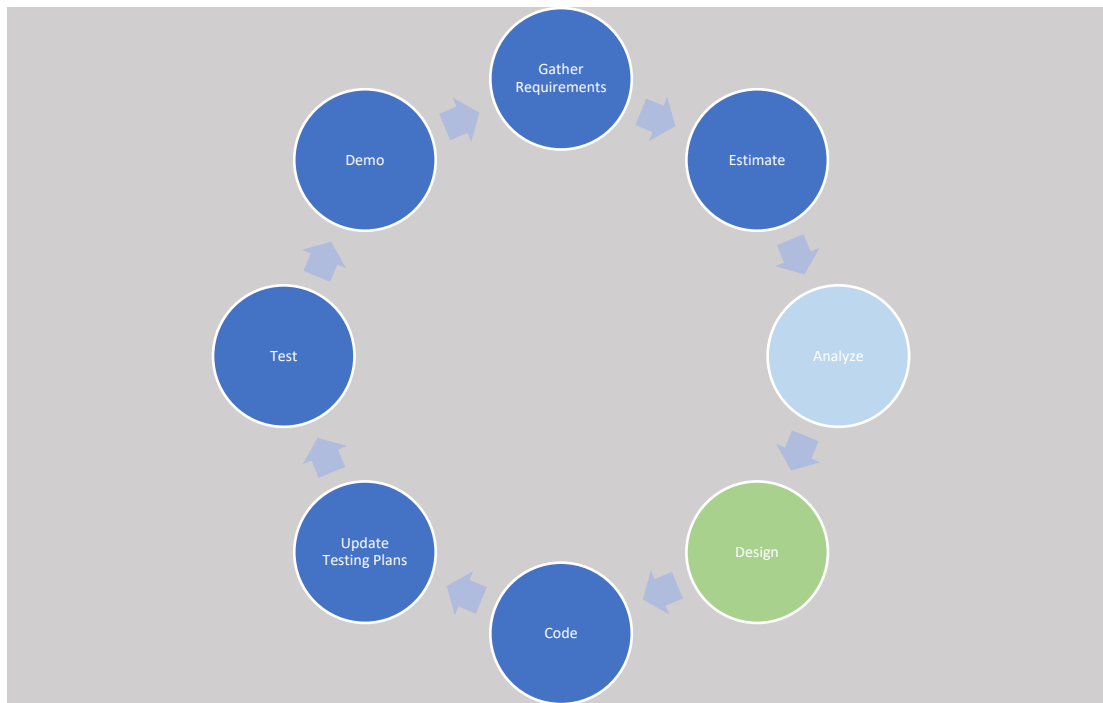 Gather
Requirements
Estimate
Analyze
Design
Code
Update
Testing Plans
Test
Demo